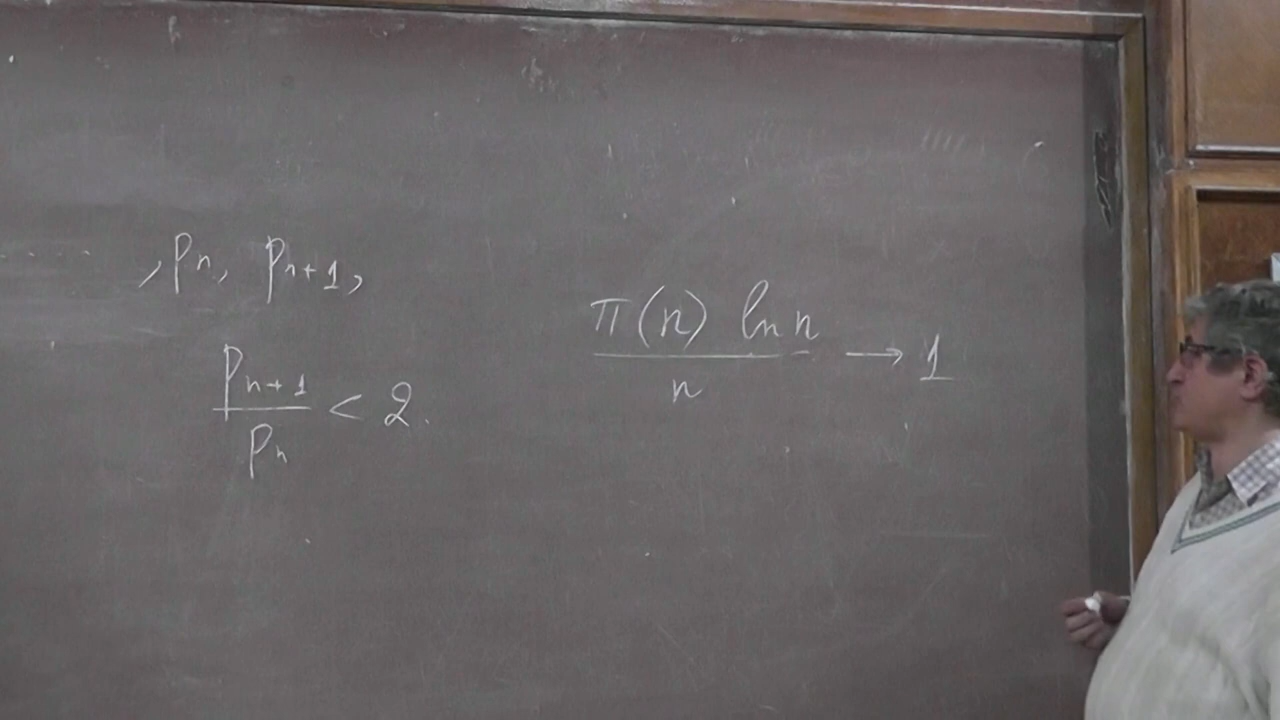 ....., pₙ, pₙ₊₁,
pₙ₊₁/pₙ < 2.
π(n) ln n / n → 1